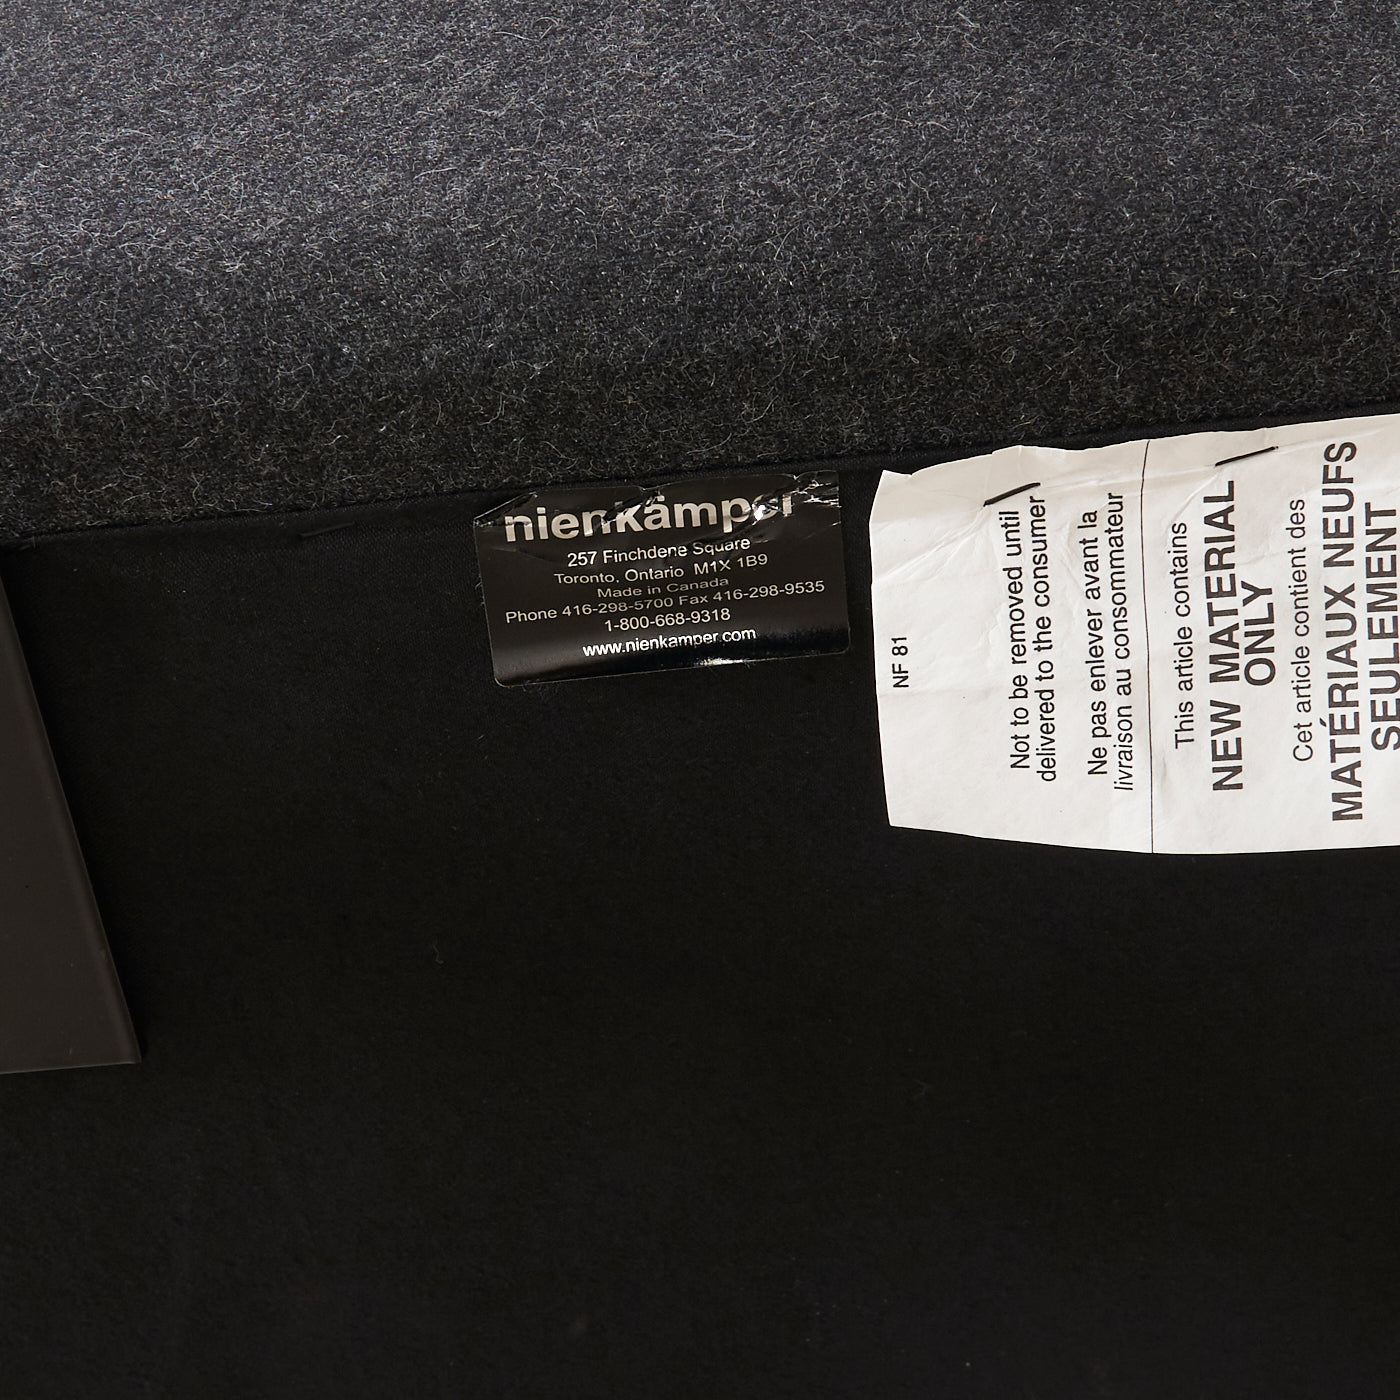 nienkämper
257 Finchdene Square
Toronto, Ontario M1X 1B9
Made in Canada
Phone 416-298-5700 Fax 416-298-9535
1-800-668-9318
www.nienkamper.com
NF 81
Not to be removed until
delivered to the consumer
Ne pas enlever avant la
livraison au consommateur
This article contains
NEW MATERIAL
ONLY
Cet article contient des
MATÉRIAUX NEUFS
SEULEMENT